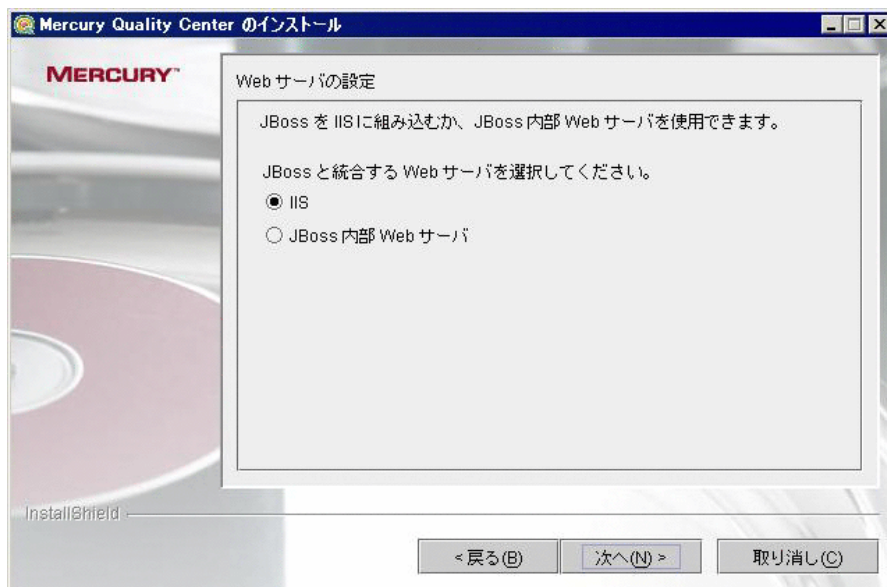 Mercury Quality Center のインストール
MERCURY™
Web サーバの設定
JBoss を IIS に組み込むか、JBoss 内部 Web サーバを使用できます。
JBoss と統合する Web サーバを選択してください。
IIS
JBoss 内部 Web サーバ
InstallShield
< 戻る(B)
次へ(N) >
取り消し(C)